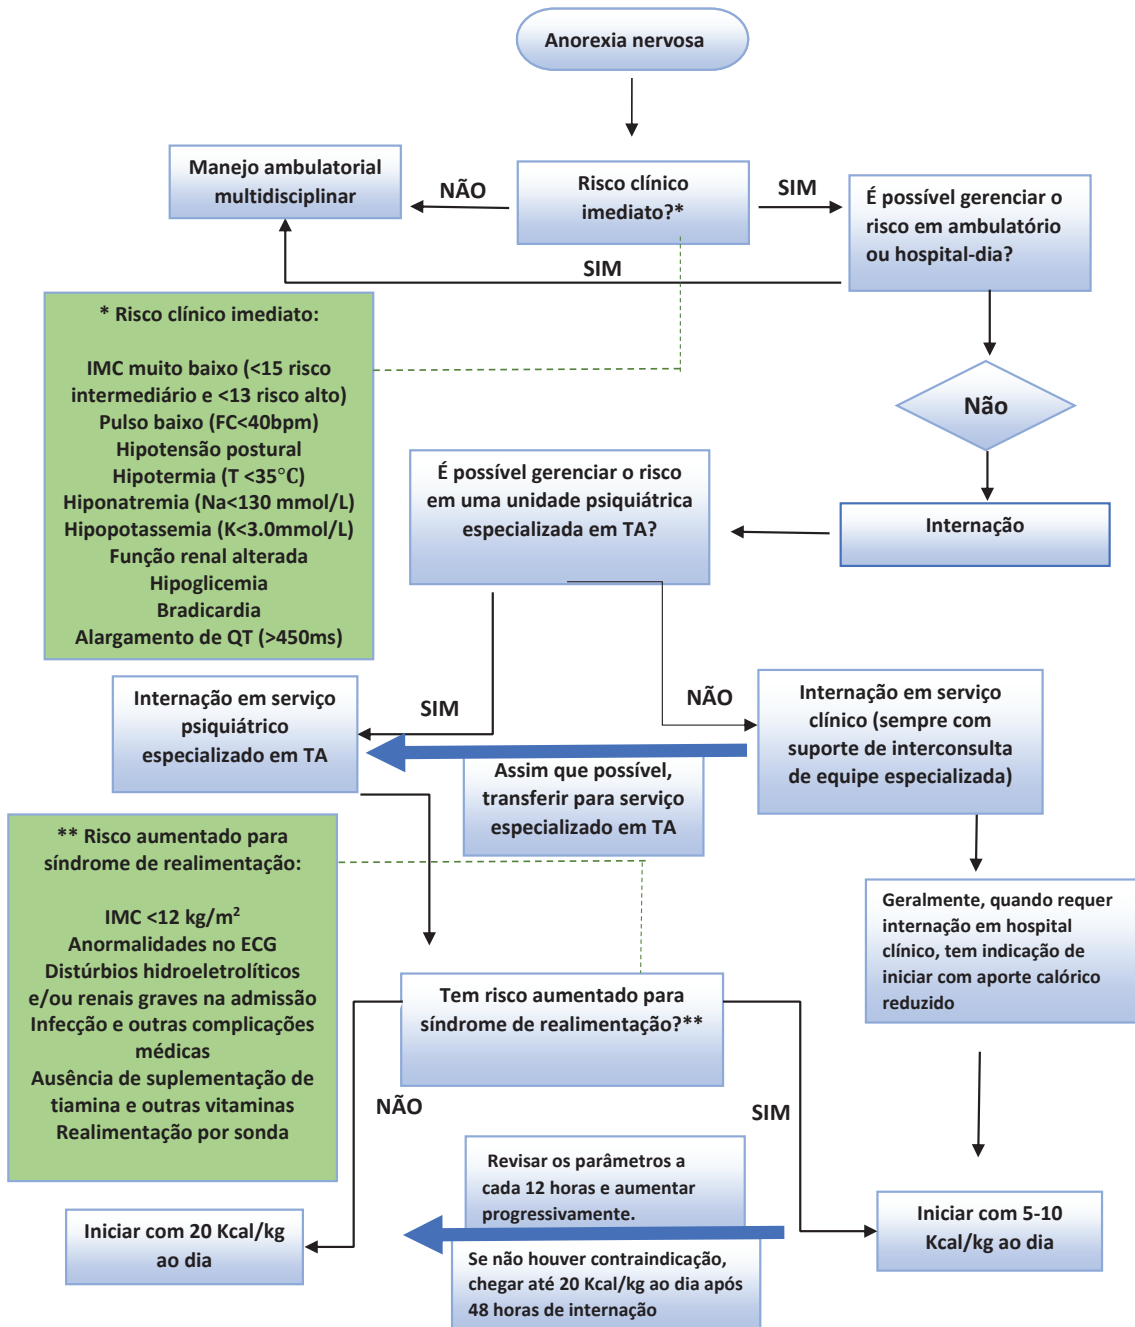 Anorexia nervosa
Manejo ambulatorial
multidisciplinar
NÃO
Risco clínico
imediato?*
SIM
É possível gerenciar o
risco em ambulatório
ou hospital-dia?
SIM
* Risco clínico imediato:
IMC muito baixo (<15 risco
intermediário e <13 risco alto)
Pulso baixo (FC<40bpm)
Hipotensão postural
Hipotermia (T <35°C)
Hiponatremia (Na<130 mmol/L)
Hipopotassemia (K<3.0mmol/L)
Função renal alterada
Hipoglicemia
Bradicardia
Alargamento de QT (>450ms)
Não
É possível gerenciar o risco
em uma unidade psiquiátrica
especializada em TA?
Internação
Internação em serviço
psiquiátrico
especializado em TA
SIM
NÃO
Internação em serviço
clínico (sempre com
suporte de interconsulta
de equipe especializada)
Assim que possível,
transferir para serviço
especializado em TA
** Risco aumentado para
síndrome de realimentação:
IMC <12 kg/m²
Anormalidades no ECG
Distúrbios hidroeletrolíticos
e/ou renais graves na admissão
Infecção e outras complicações
médicas
Ausência de suplementação de
tiamina e outras vitaminas
Realimentação por sonda
Geralmente, quando requer
internação em hospital
clínico, tem indicação de
iniciar com aporte calórico
reduzido
Tem risco aumentado para
síndrome de realimentação?**
NÃO
SIM
Revisar os parâmetros a
cada 12 horas e aumentar
progressivamente.
Se não houver contraindicação,
chegar até 20 Kcal/kg ao dia após
48 horas de internação
Iniciar com 20 Kcal/kg
ao dia
Iniciar com 5-10
Kcal/kg ao dia